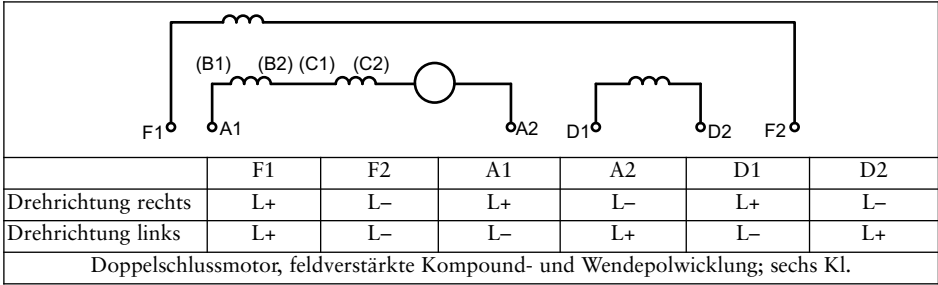 (B1) (B2) (C1) (C2)
F1 A1 A2 D1 D2 F2
F1 F2 A1 A2 D1 D2
Drehrichtung rechts L+ L– L+ L– L+ L–
Drehrichtung links L+ L– L– L+ L– L+
Doppelschlussmotor, feldverstärkte Kompound- und Wendepolwicklung; sechs Kl.